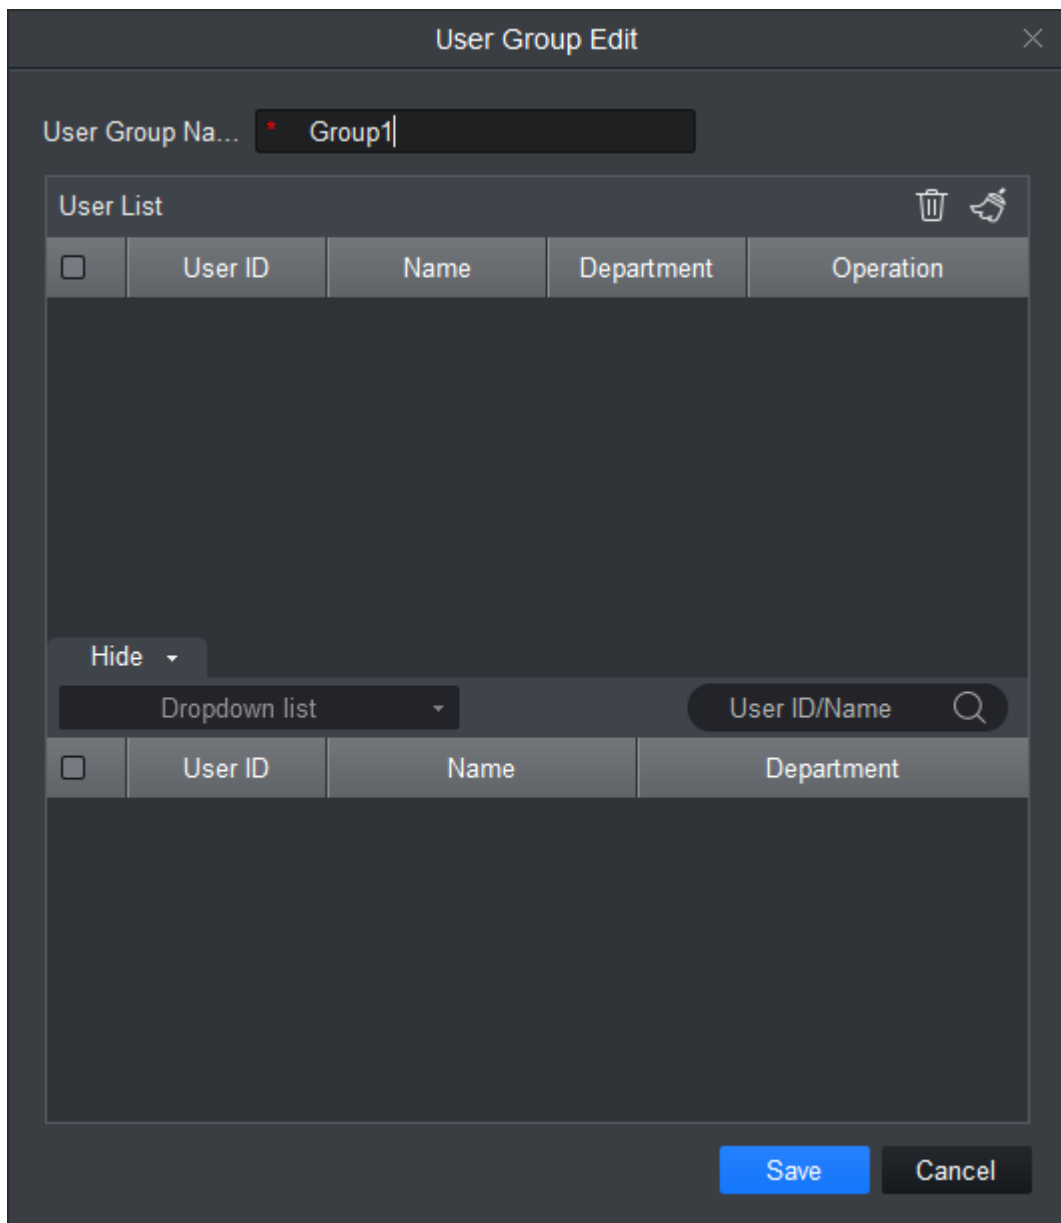 User Group Edit
User Group Na... * Group1
User List
User ID Name Department Operation
Hide
Dropdown list User ID/Name
User ID Name Department
Save Cancel